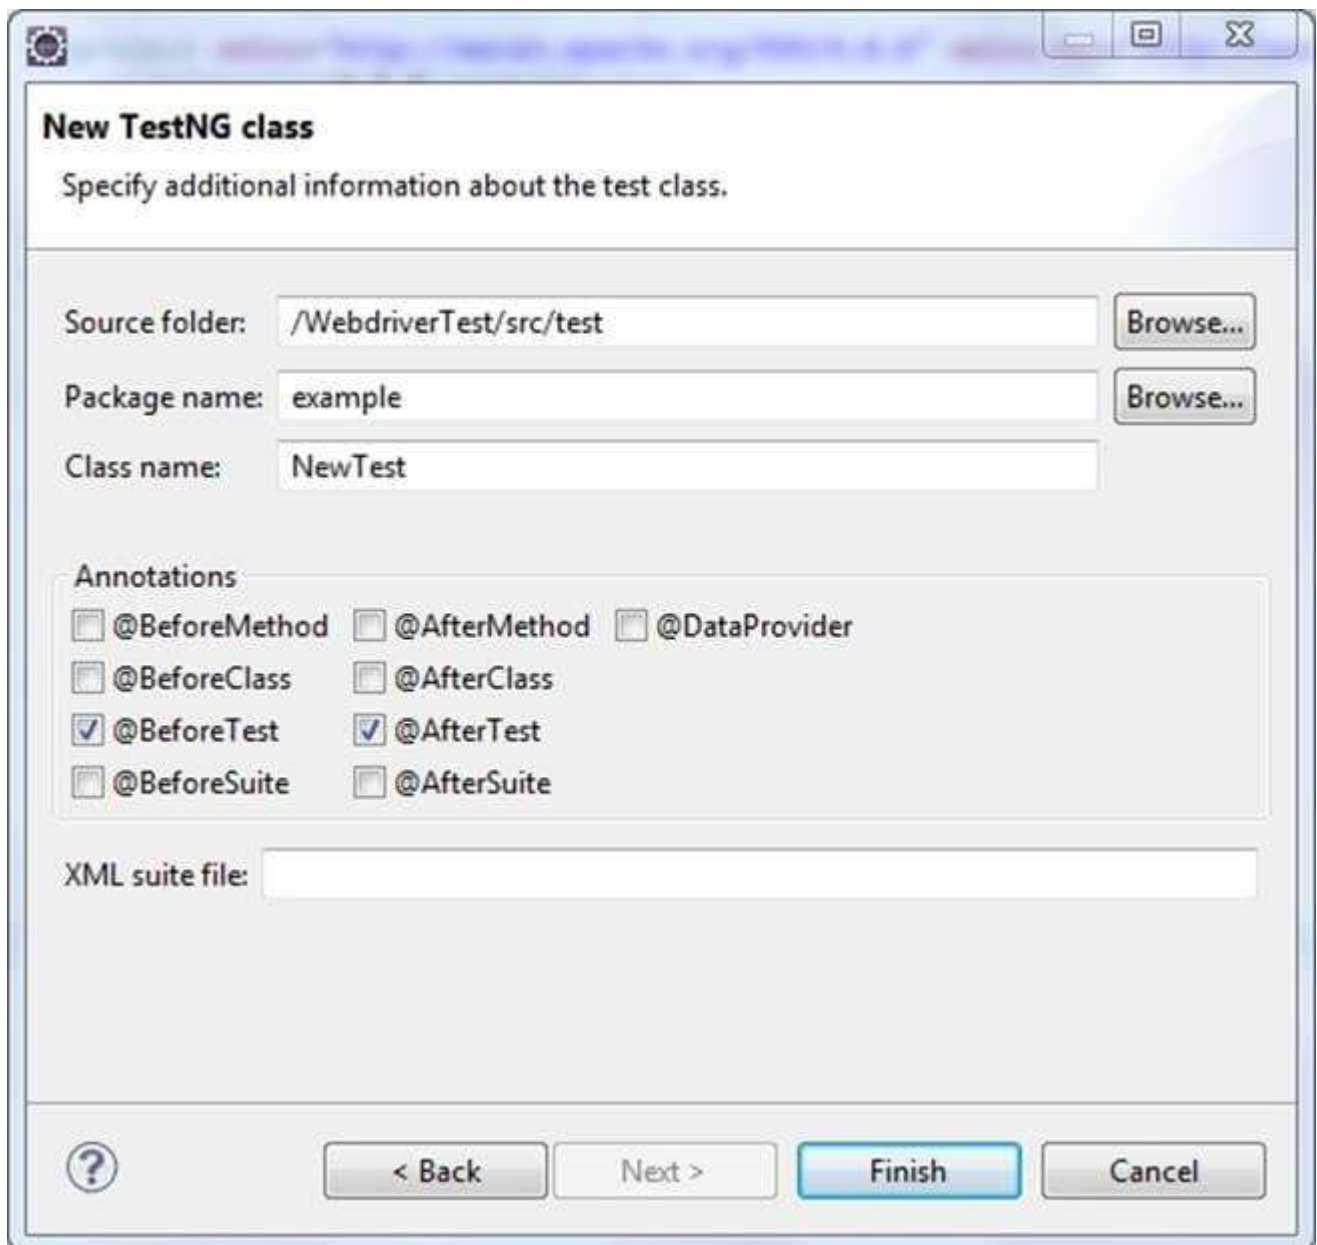 New TestNG class
Specify additional information about the test class.
Source folder: /WebdriverTest/src/test Browse...
Package name: example Browse...
Class name: NewTest
Annotations
@BeforeMethod @AfterMethod @DataProvider
@BeforeClass @AfterClass
@BeforeTest @AfterTest
@BeforeSuite @AfterSuite
XML suite file:
? < Back Next > Finish Cancel